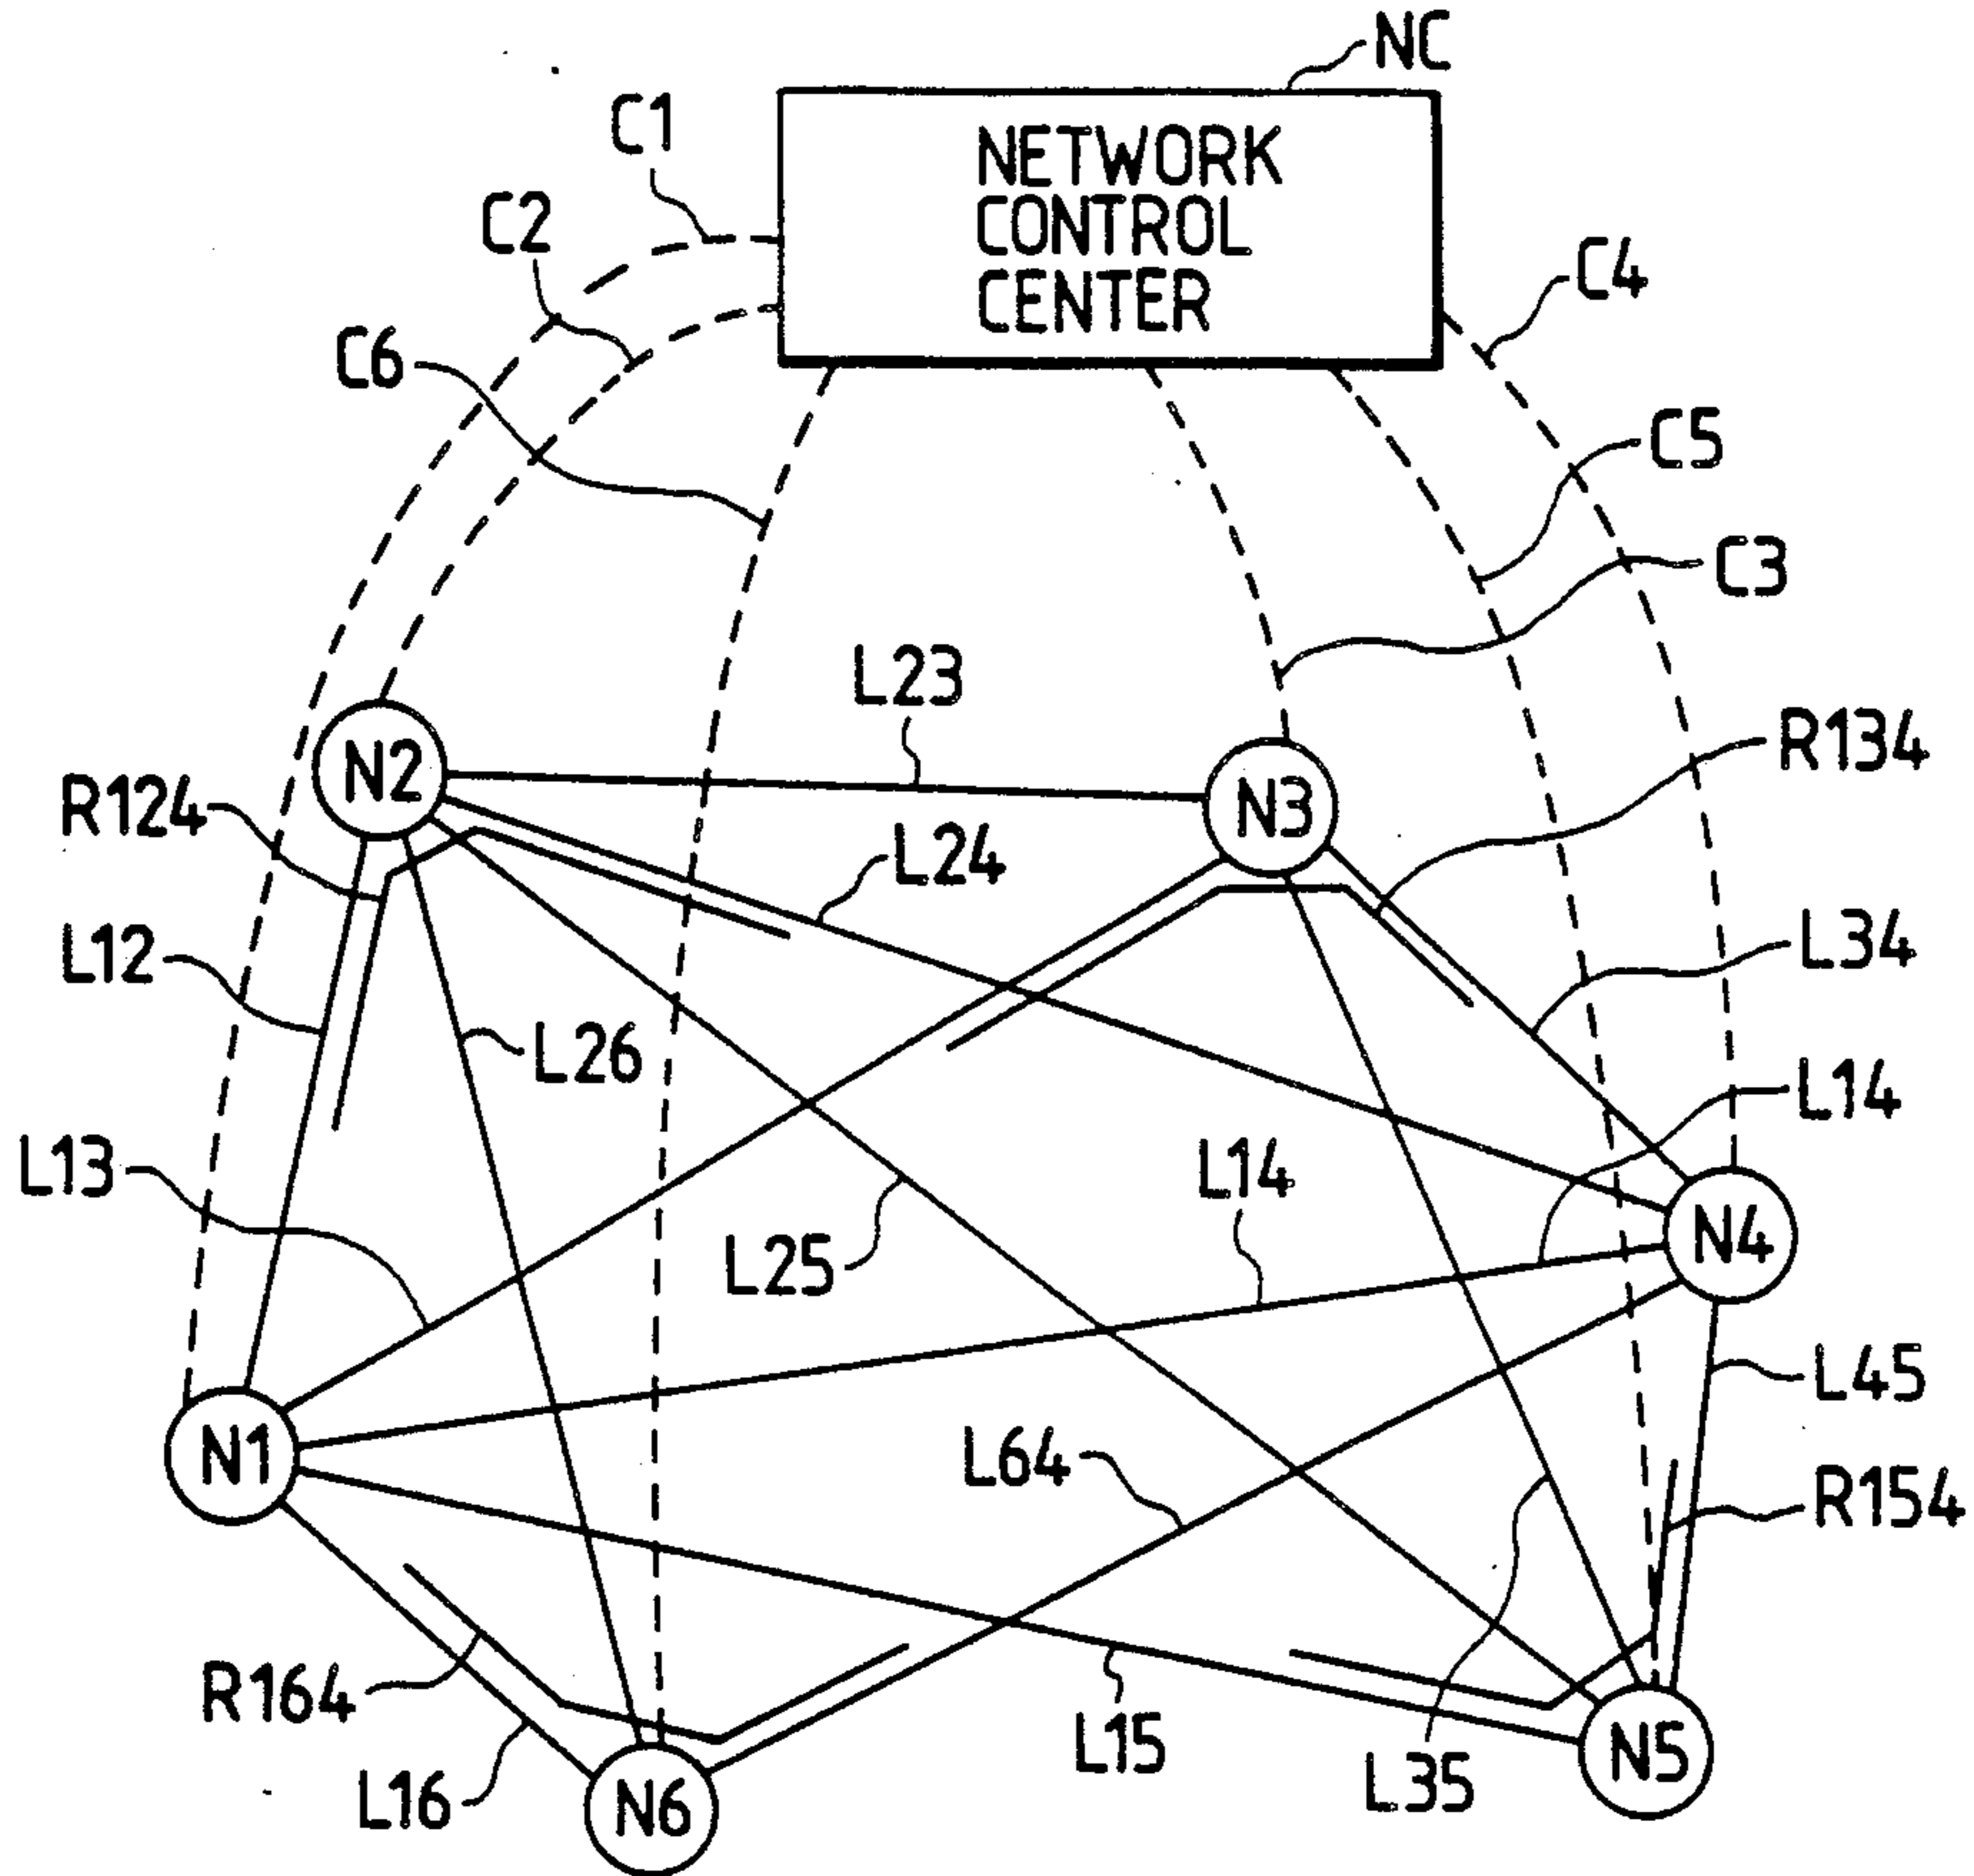 NC
C1
NETWORK
CONTROL
CENTER
C2
C4
C6
C5
C3
L23
R134
N2
N3
R124
L24
L12
L34
L26
L14
L13
L14
L25
N4
L45
N1
L64
R154
R164
L15
L35
N5
L16
N6